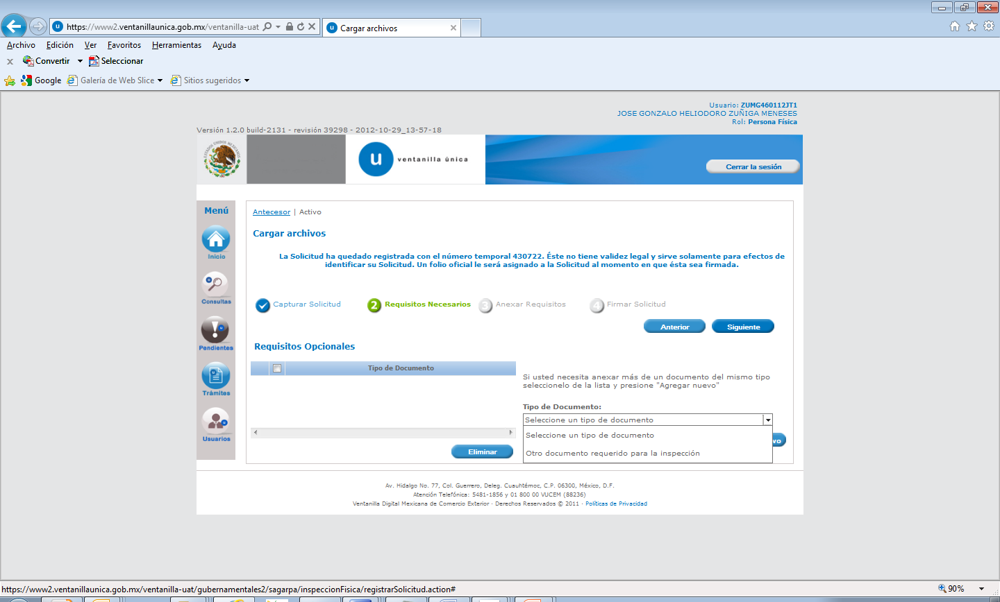 https://www2.ventanillaunica.gob.mx/ventanilla-uat
Cargar archivos
Archivo Edición Ver Favoritos Herramientas Ayuda
x Convertir Seleccionar
Google Galería de Web Slice Sitios sugeridos
Usuario: ZUMG460112JT1
JOSE GONZALO HELIODORO ZUÑIGA MENESES
Rol: Persona Física
Versión 1.2.0 build-2131 - revisión 39298 - 2012-10-29_13-57-18
ESTADOS UNIDOS MEXICANOS
u ventanilla única
Cerrar la sesión
Menú
Inicio
Consultas
Pendientes
Trámites
Usuarios
Antecesor | Activo
Cargar archivos
La Solicitud ha quedado registrada con el número temporal 430722. Éste no tiene validez legal y sirve solamente para efectos de
identificar su Solicitud. Un folio oficial le será asignado a la Solicitud al momento en que ésta sea firmada.
Capturar Solicitud 2 Requisitos Necesarios 3 Anexar Requisitos 4 Firmar Solicitud
Anterior Siguiente
Requisitos Opcionales
Tipo de Documento
Si usted necesita anexar más de un documento del mismo tipo
seleccionelo de la lista y presione "Agregar nuevo"
Tipo de Documento:
Seleccione un tipo de documento
Seleccione un tipo de documento
vo
Otro documento requerido para la inspección
Eliminar
Av. Hidalgo No. 77, Col. Guerrero, Deleg. Cuauhtémoc, C.P. 06300, México, D.F.
Atención Telefónica: 5481-1856 y 01 800 00 VUCEM (88236)
Ventanilla Digital Mexicana de Comercio Exterior - Derechos Reservados © 2011 - Políticas de Privacidad
https://www2.ventanillaunica.gob.mx/ventanilla-uat/gubernamentales2/sagarpa/inspeccionFisica/registrarSolicitud.action#
90%